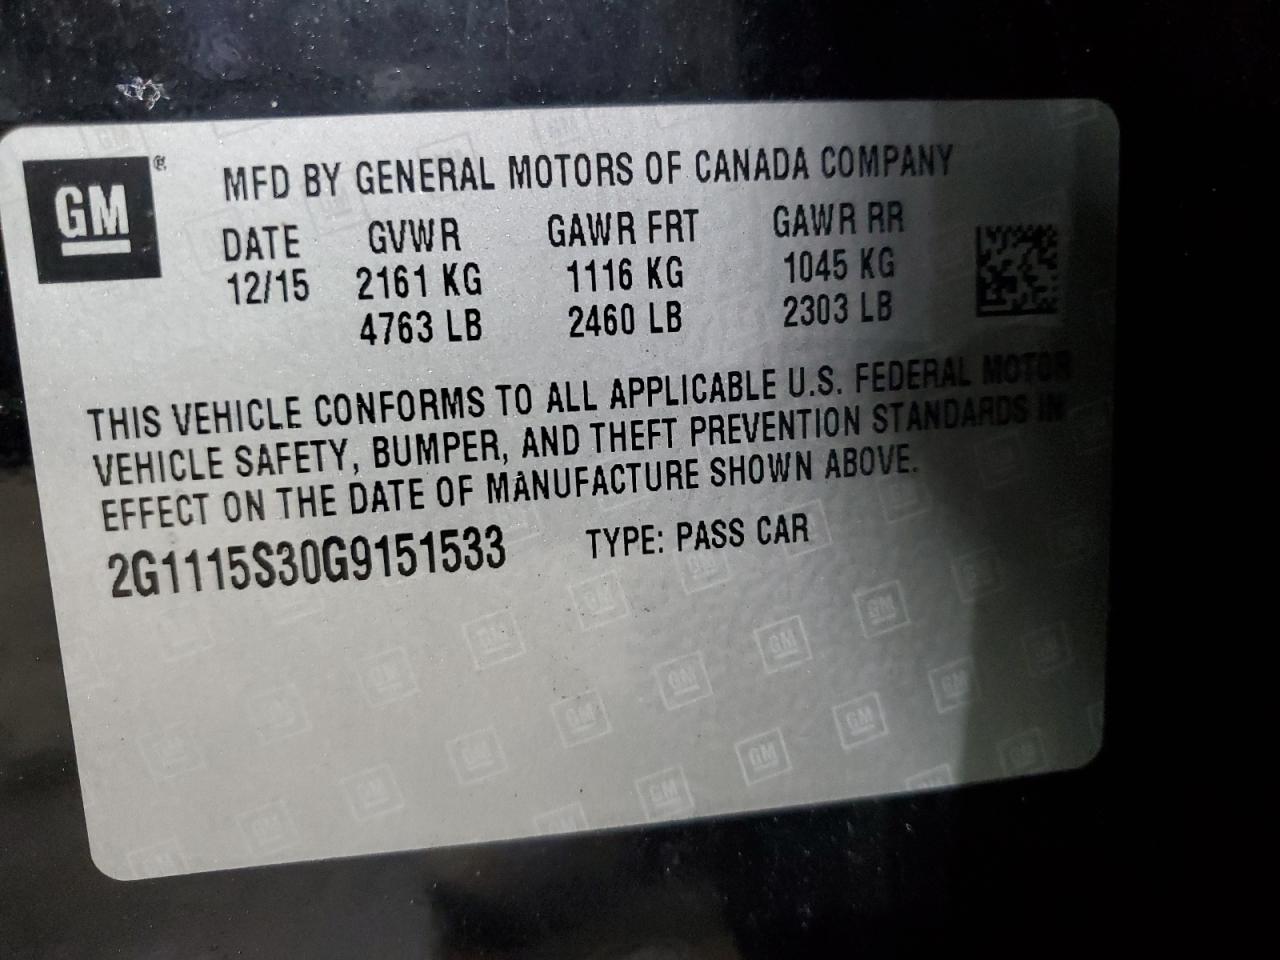 GM ® MFD BY GENERAL MOTORS OF CANADA COMPANY
DATE GVWR GAWR FRT GAWR RR
12/15 2161 KG 1116 KG 1045 KG
4763 LB 2460 LB 2303 LB
THIS VEHICLE CONFORMS TO ALL APPLICABLE U.S. FEDERAL MOTOR
VEHICLE SAFETY, BUMPER, AND THEFT PREVENTION STANDARDS IN
EFFECT ON THE DATE OF MANUFACTURE SHOWN ABOVE.
2G1115S30G9151533 TYPE: PASS CAR